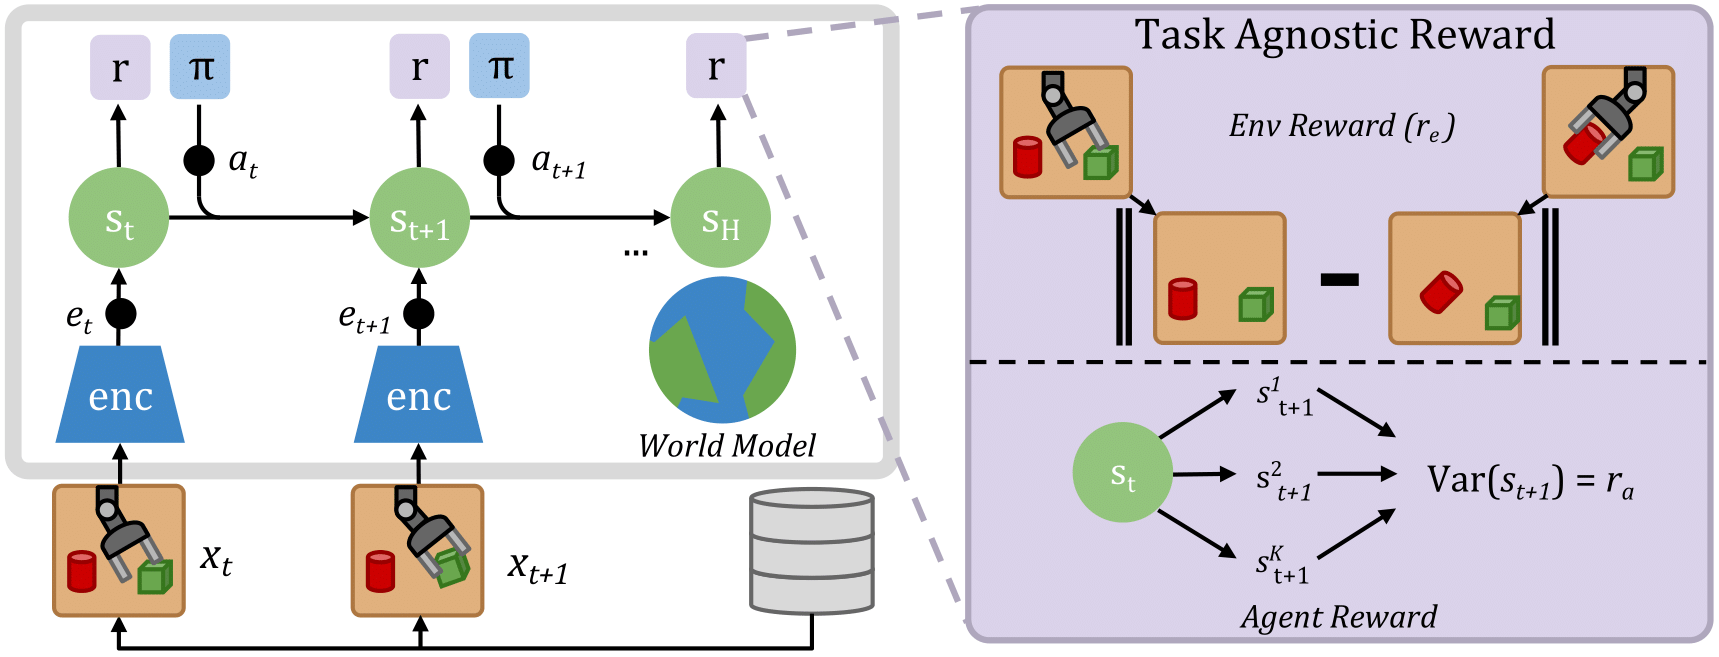 r π r π r
a_t a_{t+1}
s_t s_{t+1} s_H
...
e_t e_{t+1}
enc enc
World Model
x_t x_{t+1}
Task Agnostic Reward
Env Reward (r_e)
s^1_{t+1}
s_t s^2_{t+1} Var(s_{t+1}) = r_a
s^K_{t+1}
Agent Reward